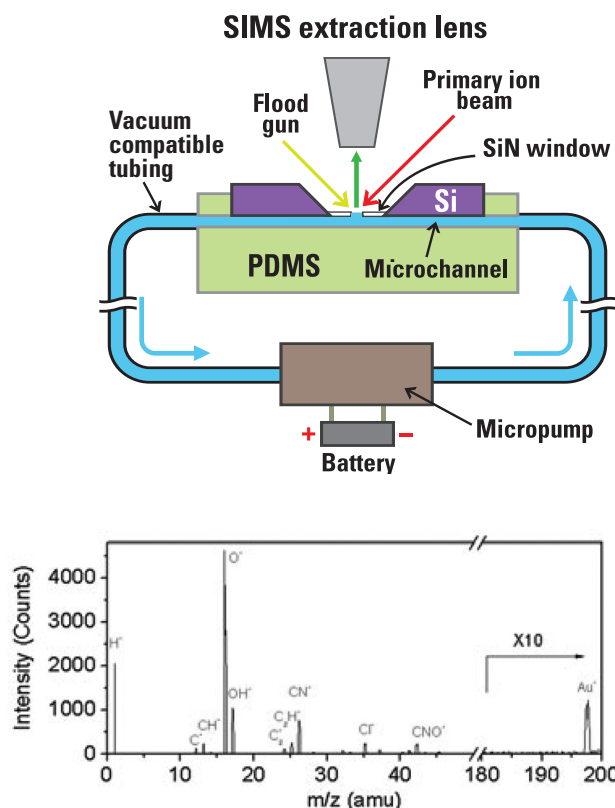 SIMS extraction lens
Flood
gun
Primary ion
beam
Vacuum
compatible
tubing
SiN window
Si
PDMS
Microchannel
+
−
Micropump
Battery
Intensity (Counts)
4000
3000
2000
1000
0
H⁻
C⁻
CH⁻
O⁻
OH⁻
C₂⁻
C₂H⁻
CN⁻
Cl⁻
CNO⁻
X10
Au⁻
0 10 20 30 40 180 190 200
m/z (amu)